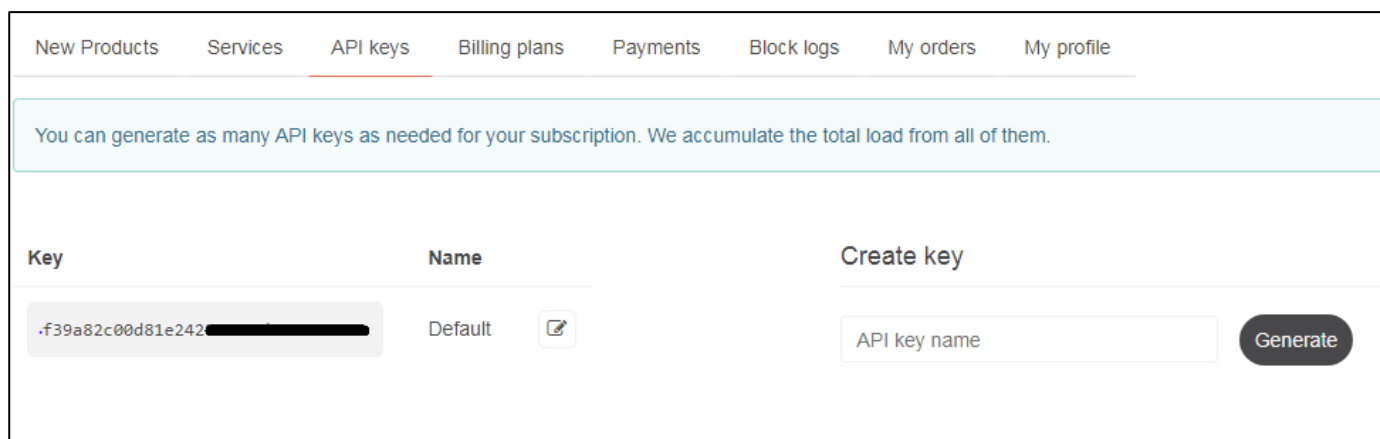 New Products Services API keys Billing plans Payments Block logs My orders My profile
You can generate as many API keys as needed for your subscription. We accumulate the total load from all of them.
Key Name Create key
.f39a82c00d81e242 Default API key name Generate